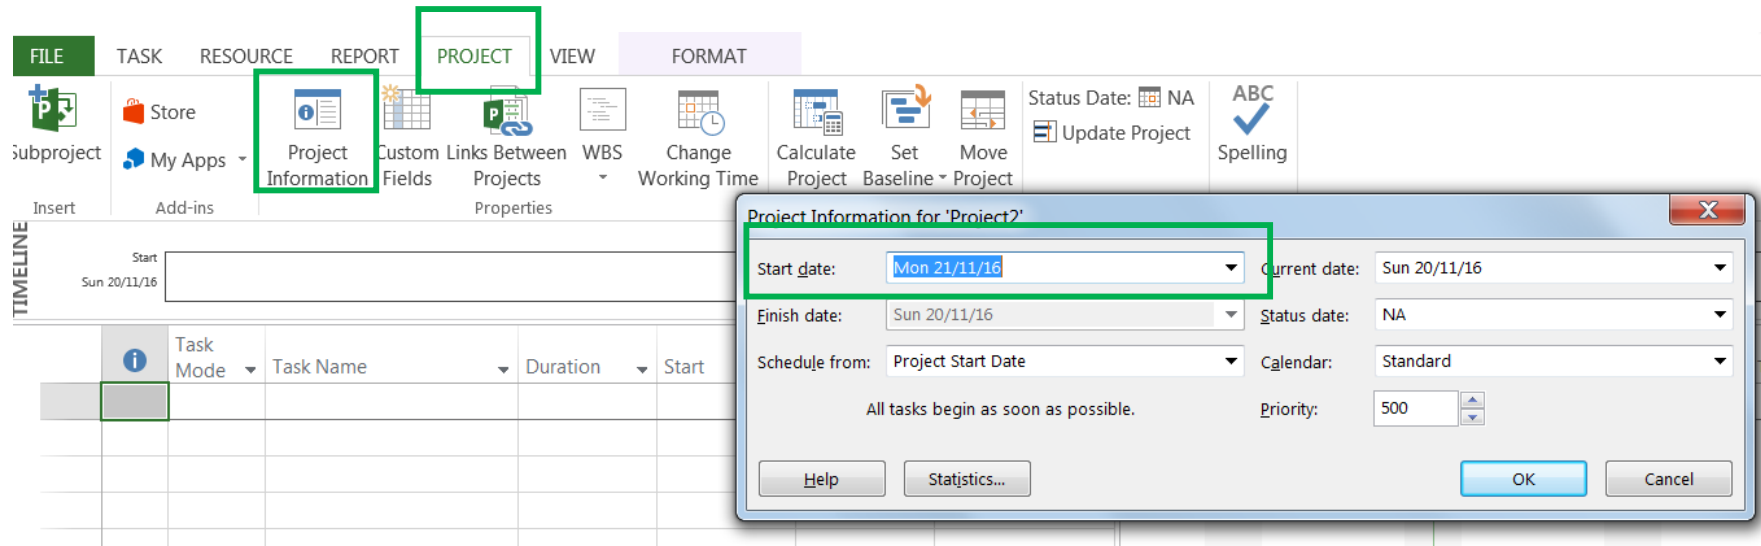 FILE TASK RESOURCE REPORT PROJECT VIEW FORMAT
Subproject
Store
My Apps
Project
Information
Custom
Fields
Links Between
Projects
WBS
Change
Working Time
Calculate
Project
Set
Baseline
Move
Project
Status Date: NA
Update Project
ABC
Spelling
Insert Add-ins Properties
TIMELINE
Start
Sun 20/11/16
Task
Mode
Task Name
Duration
Start
Project Information for 'Project2'
Start date: Mon 21/11/16 Current date: Sun 20/11/16
Finish date: Sun 20/11/16 Status date: NA
Schedule from: Project Start Date Calendar: Standard
All tasks begin as soon as possible. Priority: 500
Help Statistics... OK Cancel